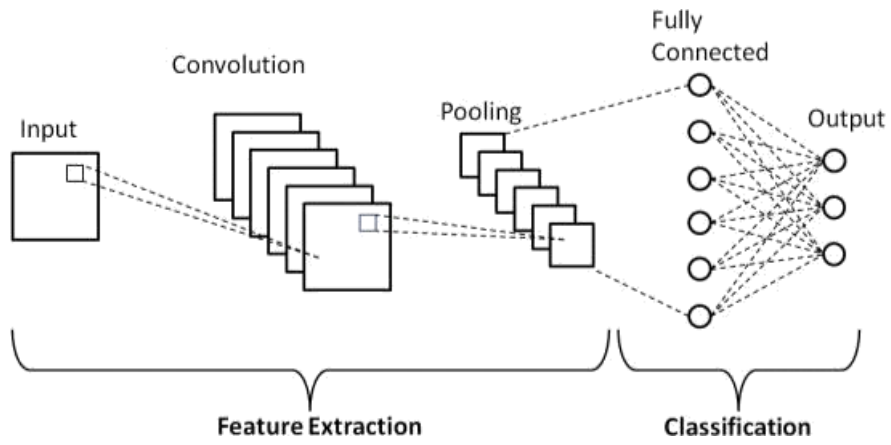 Input
Convolution
Pooling
Fully
Connected
Output
Feature Extraction
Classification